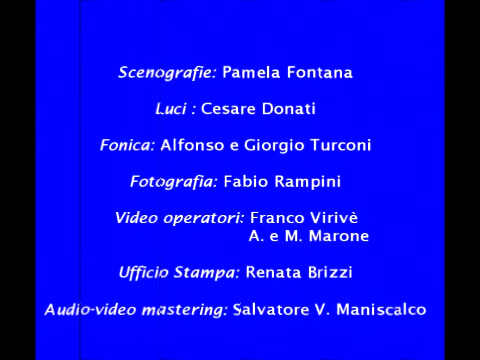 Scenografie: Pamela Fontana
Luci : Cesare Donati
Fonica: Alfonso e Giorgio Turconi
Fotografia: Fabio Rampini
Video operatori: Franco Virivè
A. e M. Marone
Ufficio Stampa: Renata Brizzi
Audio-video mastering: Salvatore V. Maniscalco